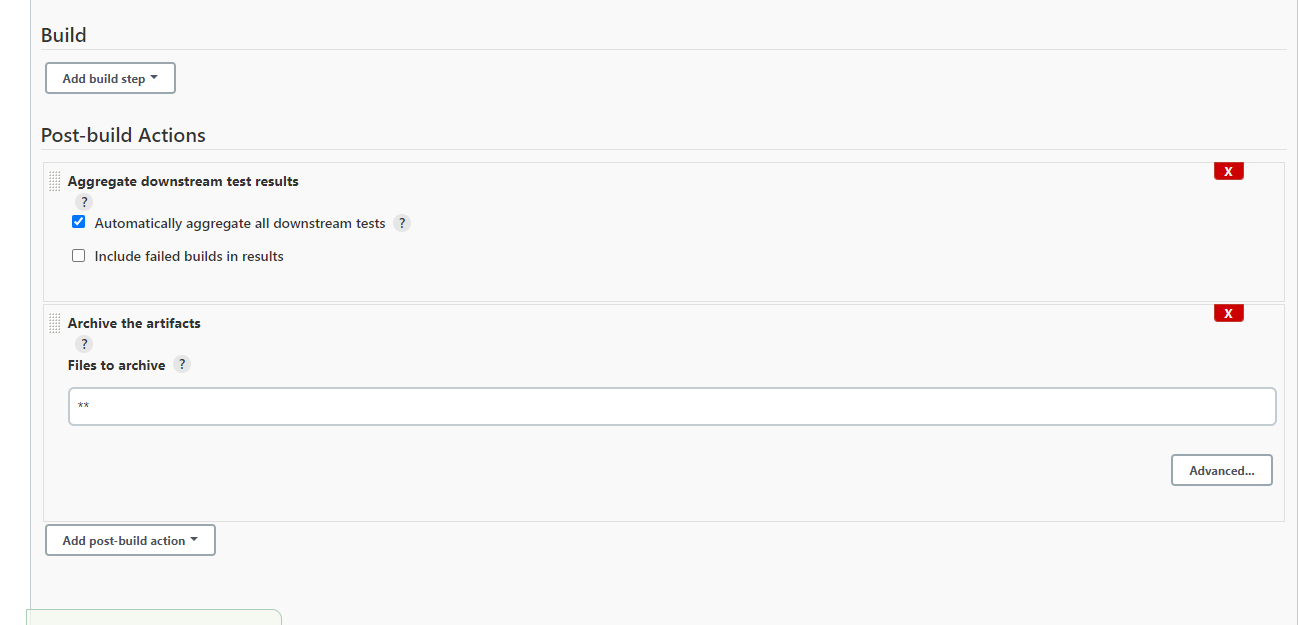 Build
Add build step
Post-build Actions
X
Aggregate downstream test results
?
Automatically aggregate all downstream tests ?
Include failed builds in results
X
Archive the artifacts
?
Files to archive ?
**
Advanced...
Add post-build action